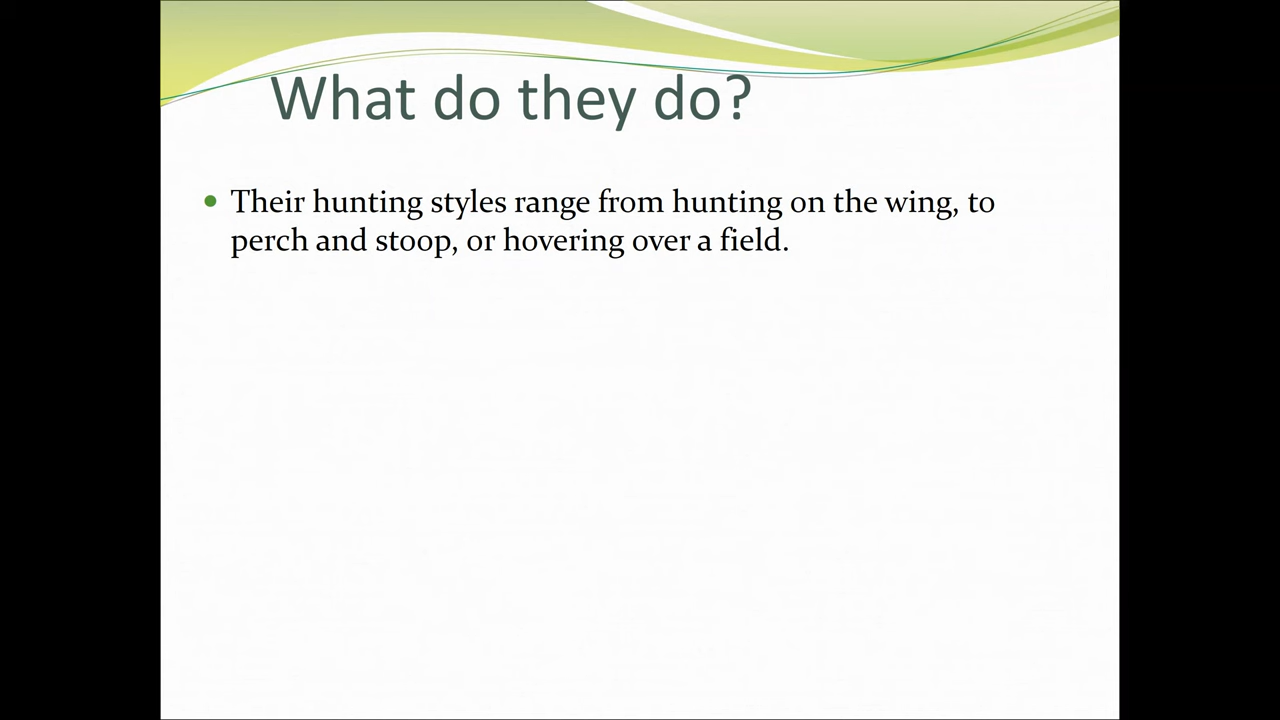 What do they do?
Their hunting styles range from hunting on the wing, to
perch and stoop, or hovering over a field.